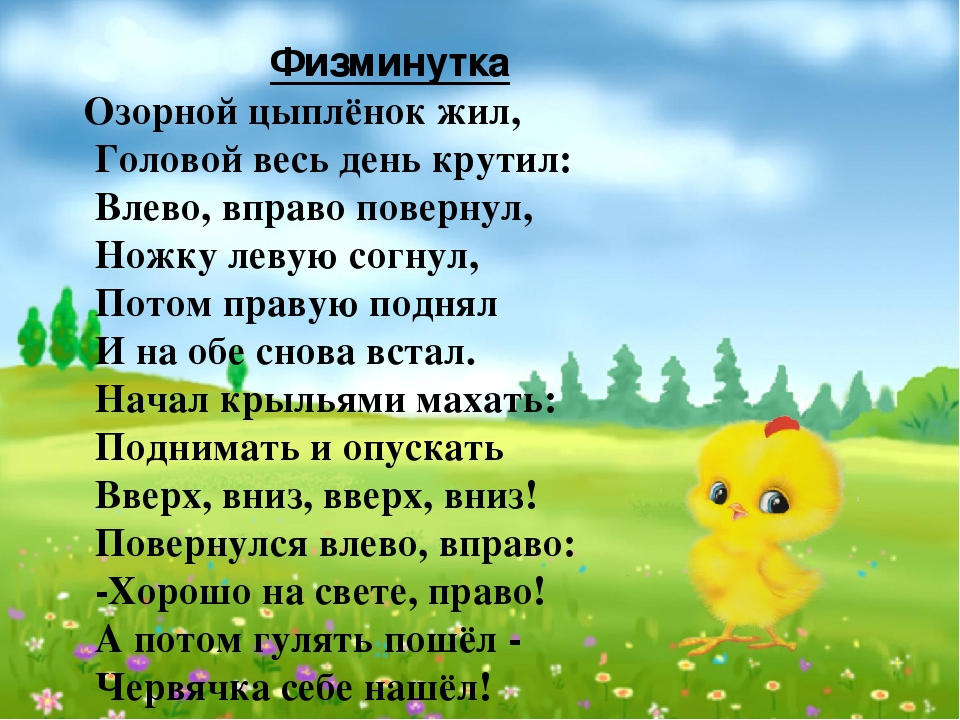 Физминутка
Озорной цыплёнок жил,
Головой весь день крутил:
Влево, вправо повернул,
Ножку левую согнул,
Потом правую поднял
И на обе снова встал.
Начал крыльями махать:
Поднимать и опускать
Вверх, вниз, вверх, вниз!
Повернулся влево, вправо:
-Хорошо на свете, право!
А потом гулять пошёл -
Червячка себе нашёл!